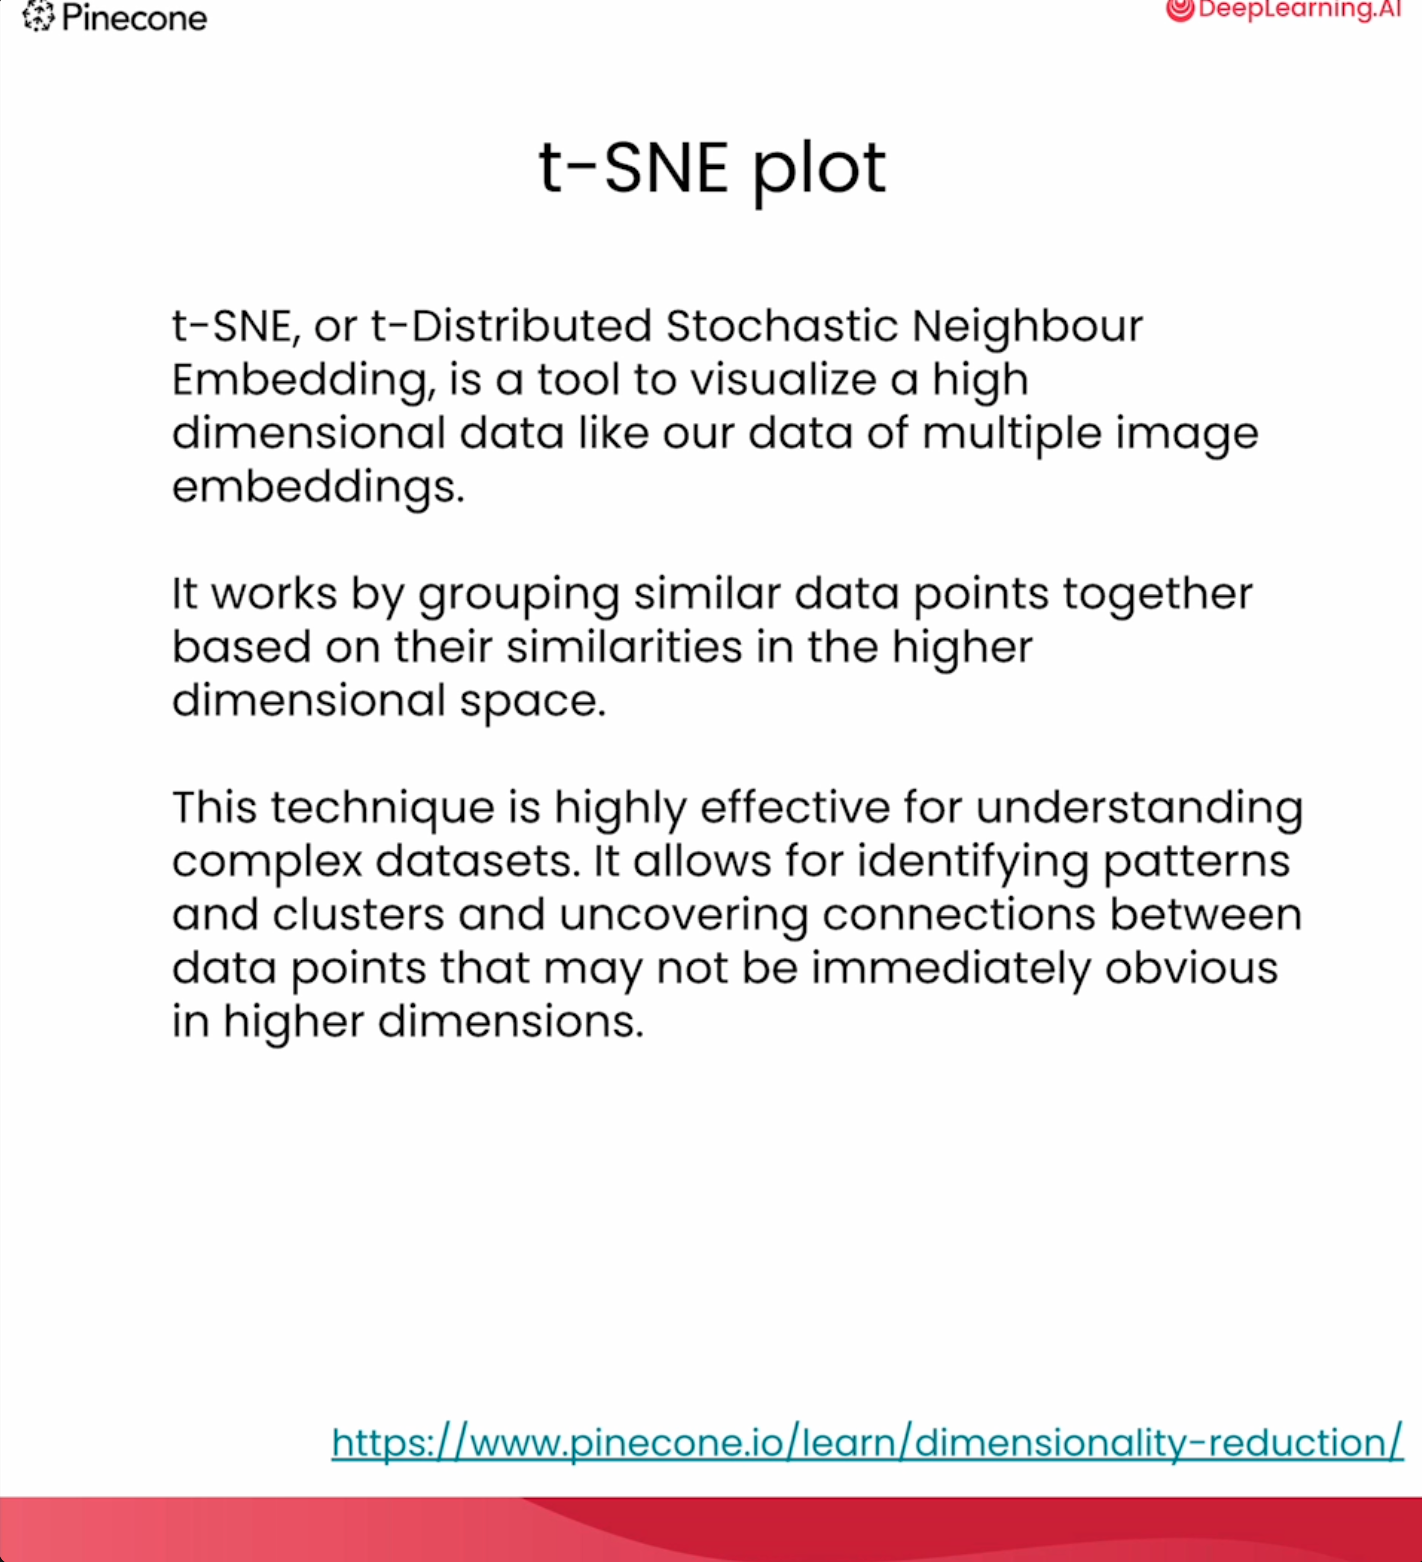 Pinecone
DeepLearning.AI
t-SNE plot
t-SNE, or t-Distributed Stochastic Neighbour
Embedding, is a tool to visualize a high
dimensional data like our data of multiple image
embeddings.
It works by grouping similar data points together
based on their similarities in the higher
dimensional space.
This technique is highly effective for understanding
complex datasets. It allows for identifying patterns
and clusters and uncovering connections between
data points that may not be immediately obvious
in higher dimensions.
https://www.pinecone.io/learn/dimensionality-reduction/